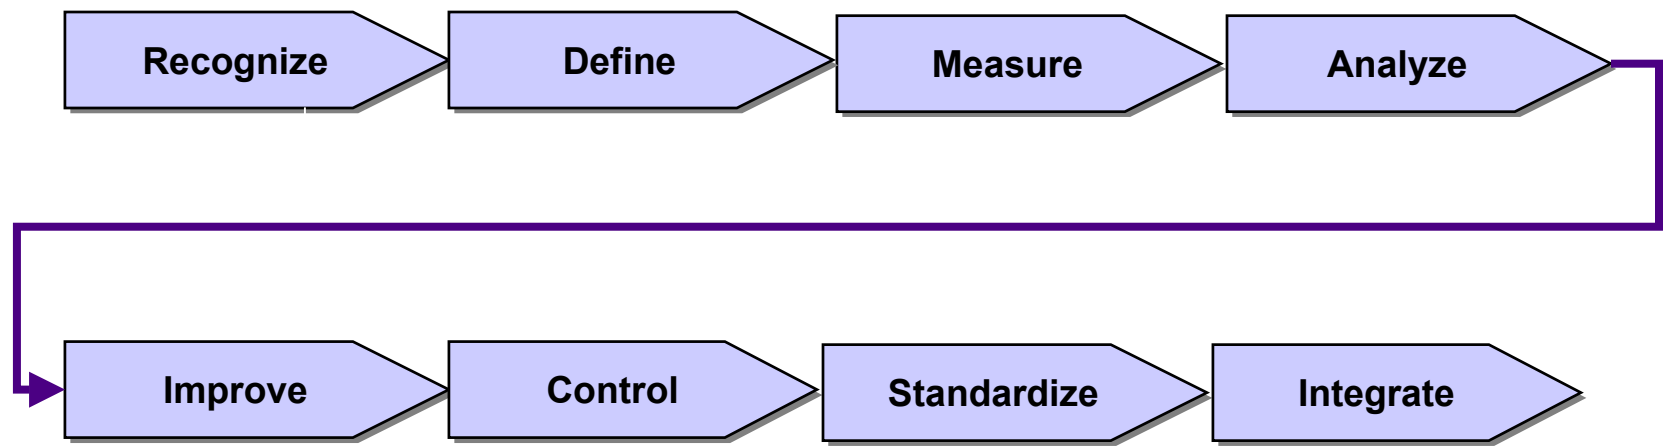 Recognize
Define
Measure
Analyze
Improve
Control
Standardize
Integrate